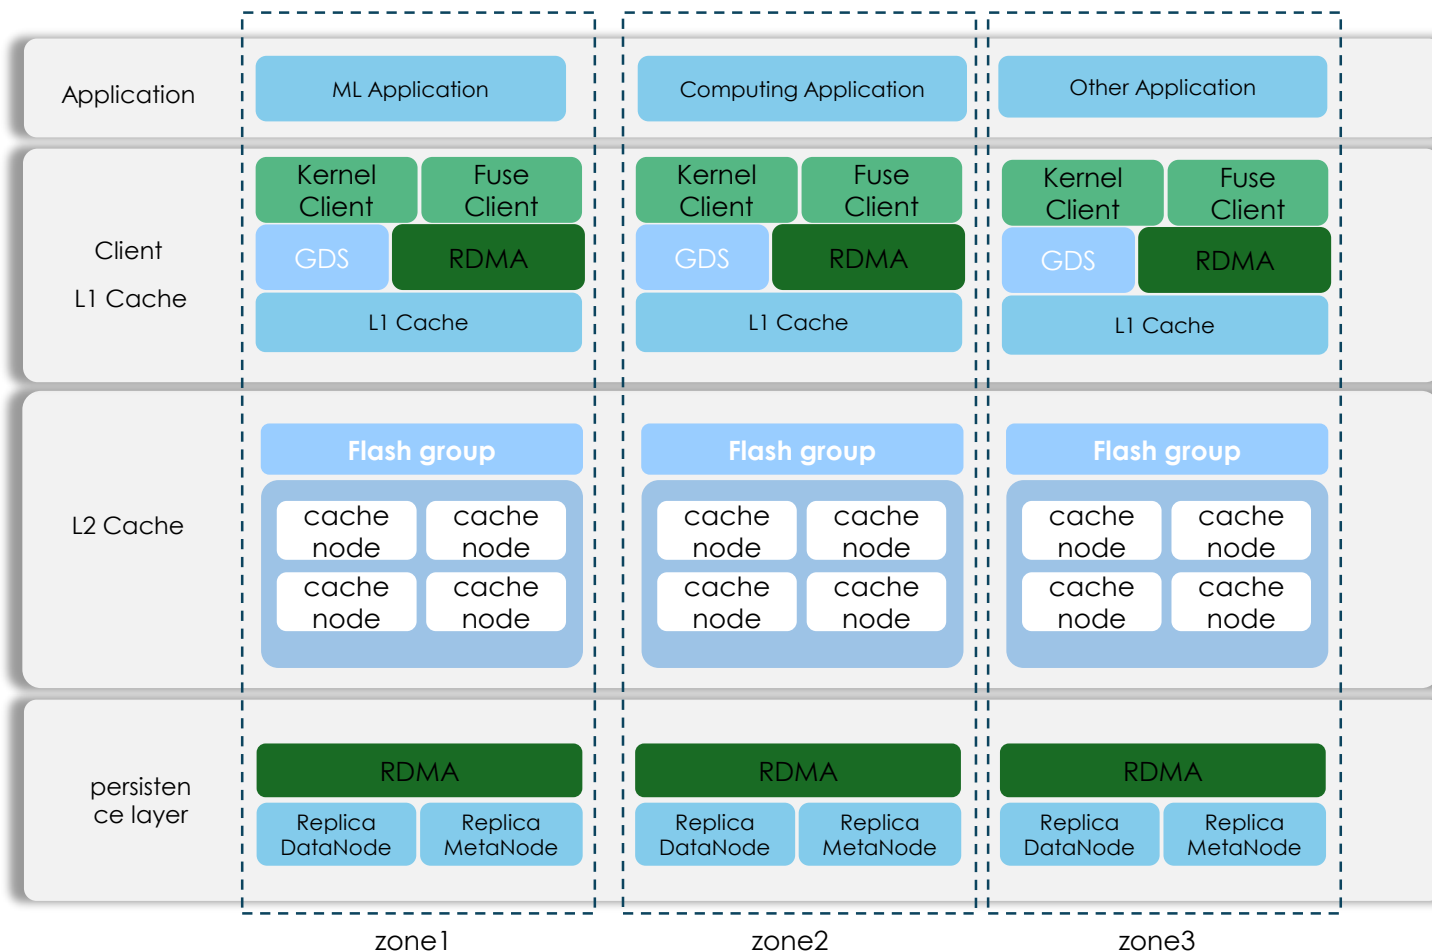 Application
ML Application
Computing Application
Other Application
Client
L1 Cache
Kernel
Client
Fuse
Client
GDS
RDMA
L1 Cache
Kernel
Client
Fuse
Client
GDS
RDMA
L1 Cache
Kernel
Client
Fuse
Client
GDS
RDMA
L1 Cache
L2 Cache
Flash group
cache
node
cache
node
cache
node
cache
node
Flash group
cache
node
cache
node
cache
node
cache
node
Flash group
cache
node
cache
node
cache
node
cache
node
persisten
ce layer
RDMA
Replica
DataNode
Replica
MetaNode
RDMA
Replica
DataNode
Replica
MetaNode
RDMA
Replica
DataNode
Replica
MetaNode
zone1
zone2
zone3